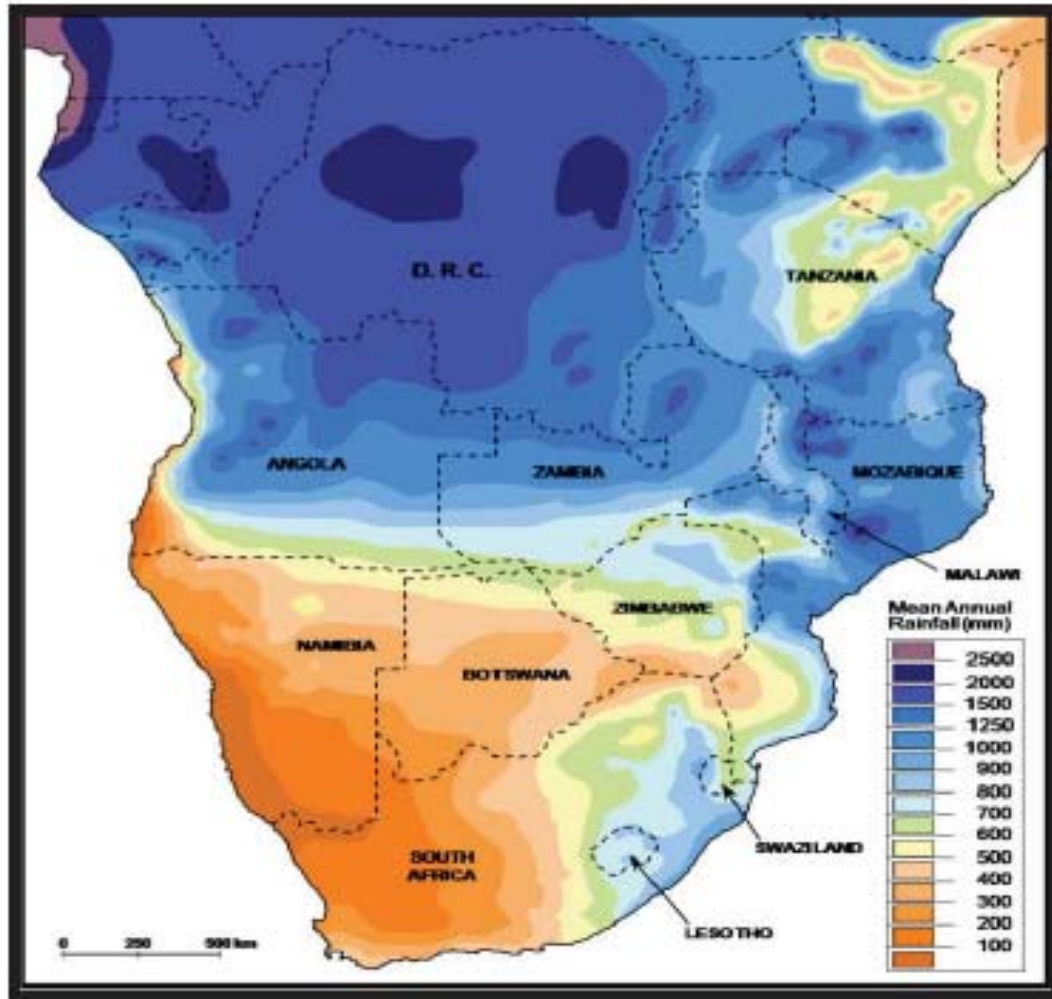 D. R. C.
TANZANIA
ANGOLA
ZAMBIA
MOZABIQUE
MALAWI
ZIMBABWE
NAMIBIA
BOTSWANA
SWAZILAND
SOUTH
AFRICA
LESOTHO
0 250 500 km
Mean Annual
Rainfall (mm)
2500
2000
1500
1250
1000
900
800
700
600
500
400
300
200
100